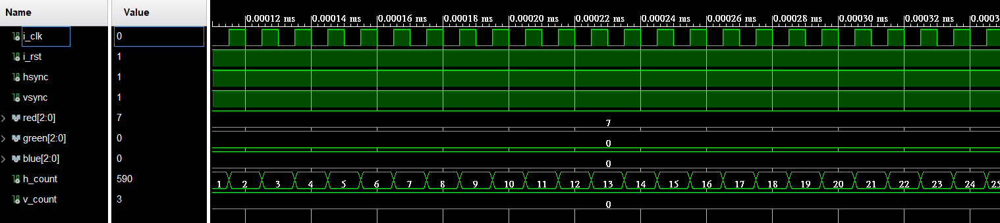 Name Value
0.00012 ms 0.00014 ms 0.00016 ms 0.00018 ms 0.00020 ms 0.00022 ms 0.00024 ms 0.00026 ms 0.00028 ms 0.00030 ms 0.00032 ms 0.0003
i_clk 0
i_rst 1
hsync 1
vsync 1
red[2:0] 7 7
green[2:0] 0 0
blue[2:0] 0 0
h_count 590 1 2 3 4 5 6 7 8 9 10 11 12 13 14 15 16 17 18 19 20 21 22 23 24 25
v_count 3 0